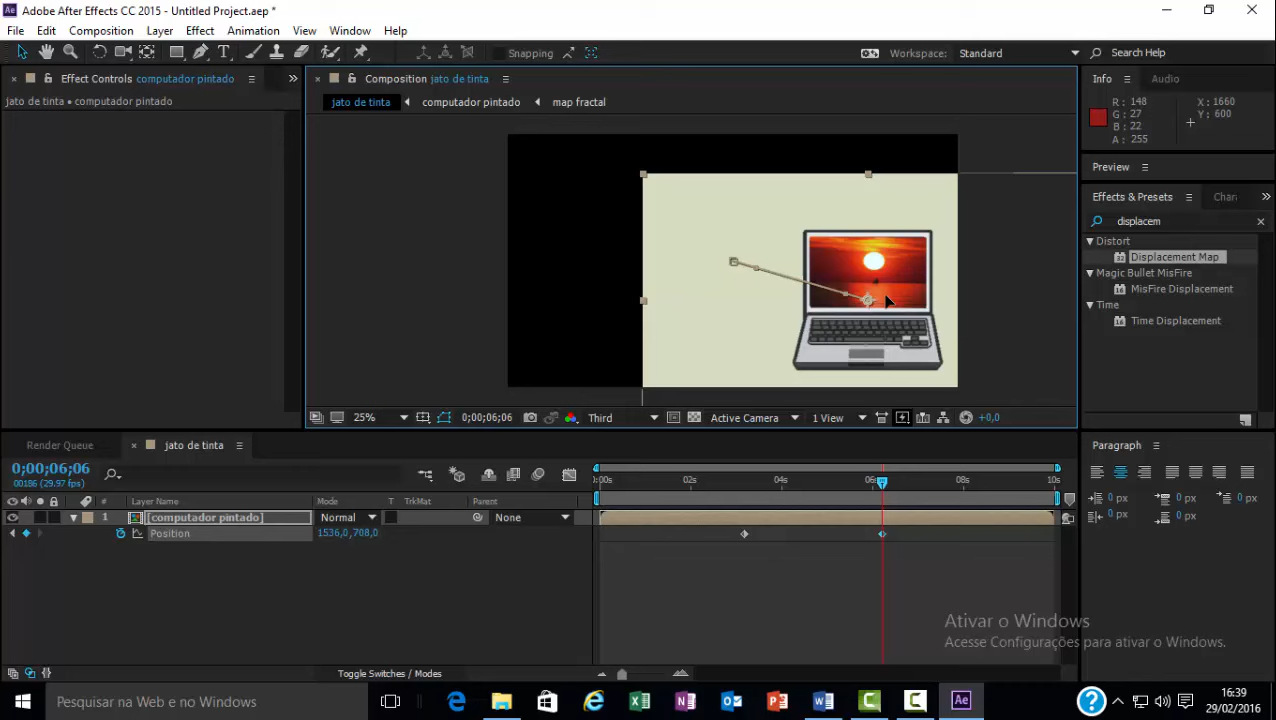 Adobe After Effects CC 2015 - Untitled Project.aep *
File Edit Composition Layer Effect Animation View Window Help
Snapping Workspace: Standard Search Help
Effect Controls computador pintado
jato de tinta • computador pintado
Composition jato de tinta
jato de tinta computador pintado map fractal
Info Audio
R : 148 X : 1660
G : 27 Y : 600
B : 22
A : 255
Preview
Effects & Presets Char
displacem
Distort
Displacement Map
Magic Bullet MisFire
MisFire Displacement
Time
Time Displacement
25% 0;00;06;06 Third Active Camera 1 View +0,0
Render Queue jato de tinta
0;00;06;06
00186 (29.97 fps)
Layer Name Mode T TrkMat Parent
1 [computador pintado] Normal None
Position 1536,0,708,0
0:00s 02s 04s 06s 08s 10s
Paragraph
0 px 0 px 0 px
0 px 0 px
Toggle Switches / Modes
Ativar o Windows
Acesse Configurações para ativar o Windows.
Pesquisar na Web e no Windows
16:39
29/02/2016